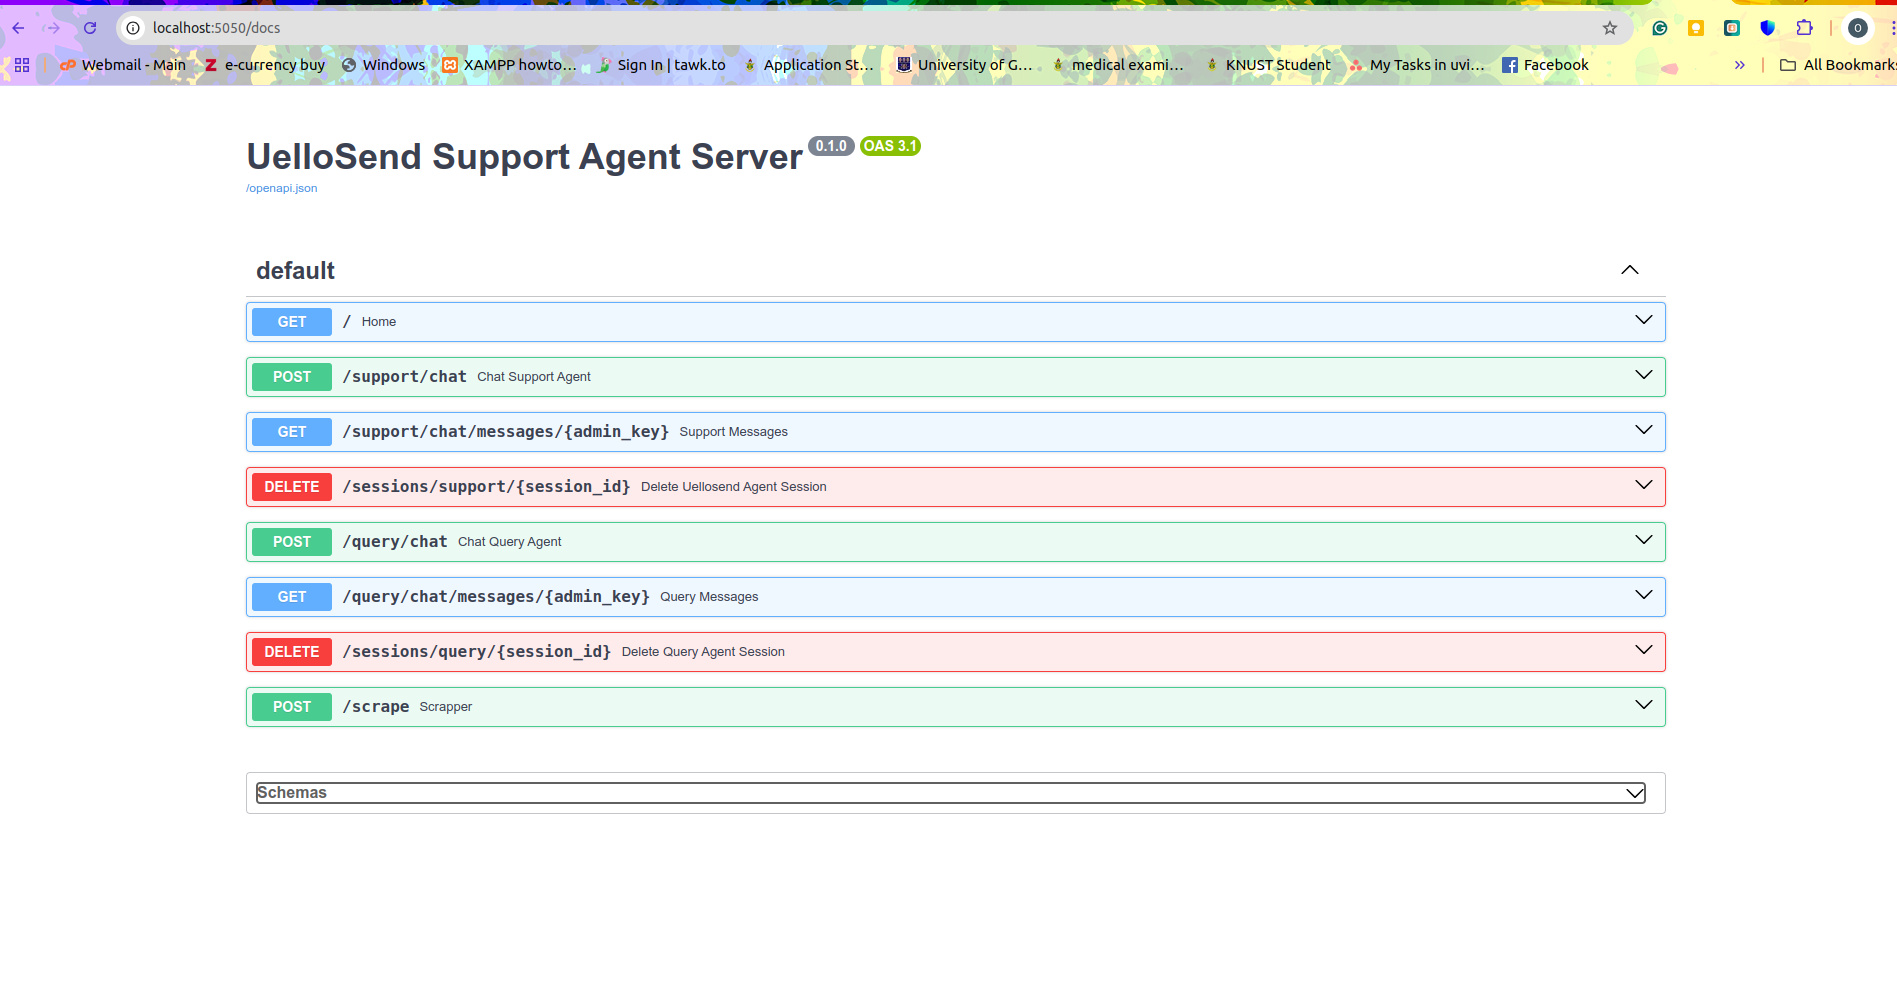 localhost:5050/docs
O
Webmail - Main e-currency buy Windows XAMPP howto... Sign In | tawk.to Application St... University of G... medical exami... KNUST Student My Tasks in uvi... Facebook » All Bookmarks
UelloSend Support Agent Server 0.1.0 OAS 3.1
/openapi.json
default
GET / Home
POST /support/chat Chat Support Agent
GET /support/chat/messages/{admin_key} Support Messages
DELETE /sessions/support/{session_id} Delete Uellosend Agent Session
POST /query/chat Chat Query Agent
GET /query/chat/messages/{admin_key} Query Messages
DELETE /sessions/query/{session_id} Delete Query Agent Session
POST /scrape Scrapper
Schemas